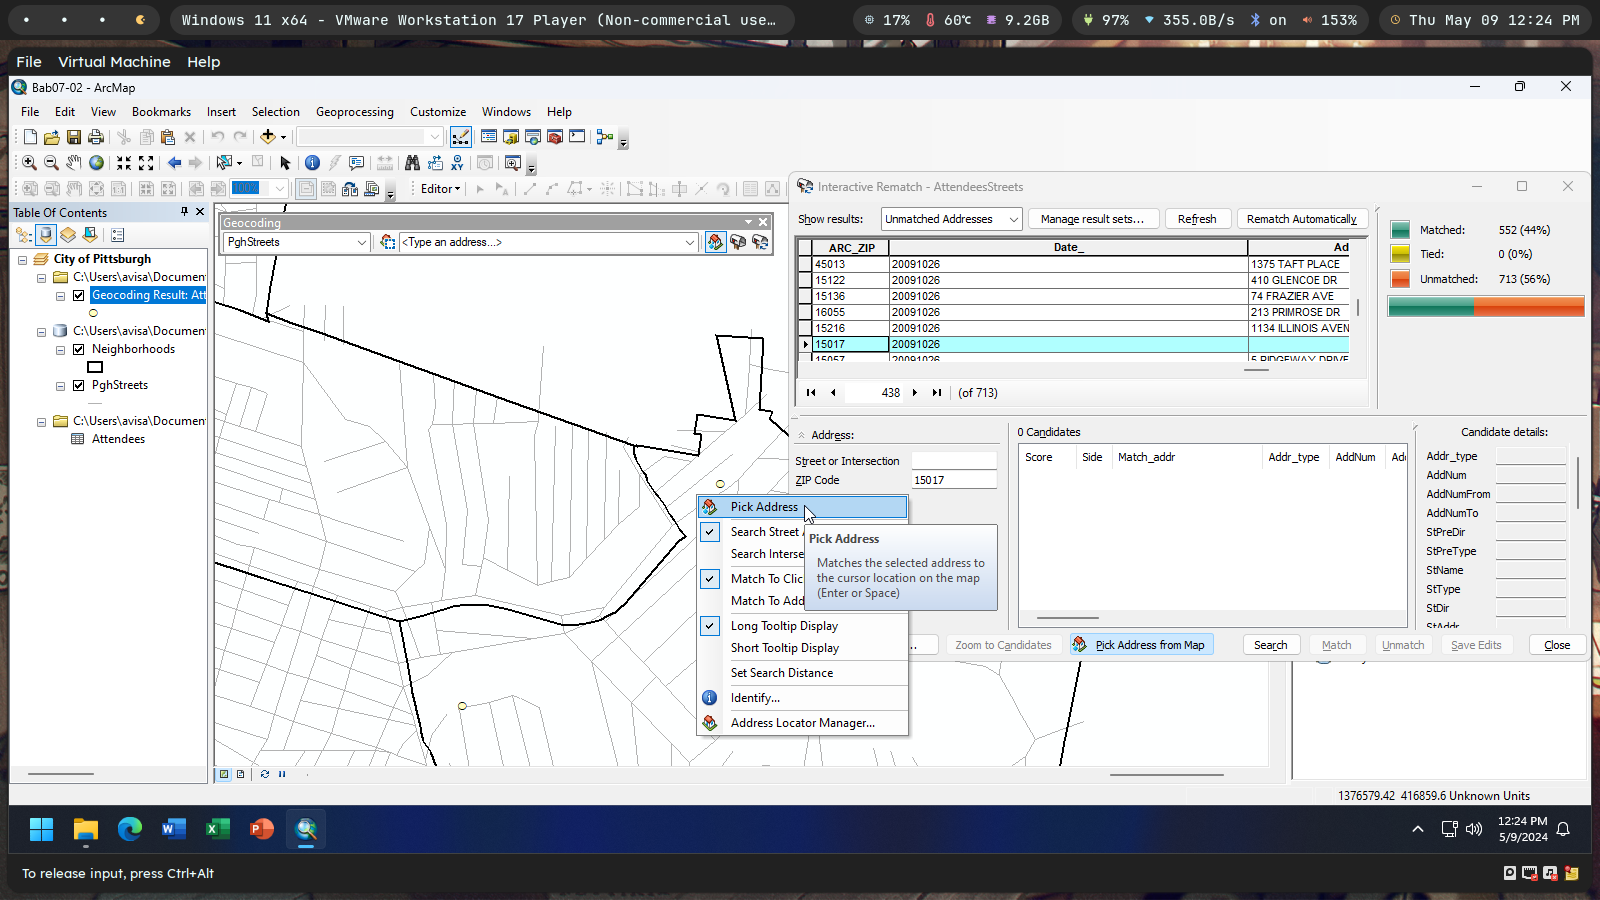 Windows 11 x64 - VMware Workstation 17 Player (Non-commercial use…
17%
60℃
9.2GB
97%
355.0B/s
on
153%
Thu May 09 12:24 PM
File Virtual Machine Help
Bab07-02 - ArcMap
File Edit View Bookmarks Insert Selection Geoprocessing Customize Windows Help
100%
Editor
Table Of Contents
City of Pittsburgh
C:\Users\avisa\Documen
Geocoding Result: Att
C:\Users\avisa\Documen
Neighborhoods
PghStreets
C:\Users\avisa\Documen
Attendees
Geocoding
PghStreets
<Type an address...>
Interactive Rematch - AttendeesStreets
Show results:
Unmatched Addresses
Manage result sets...
Refresh
Rematch Automatically
ARC_ZIP Date_ Ad
45013 20091026 1375 TAFT PLACE
15122 20091026 410 GLENCOE DR
15136 20091026 74 FRAZIER AVE
16055 20091026 213 PRIMROSE DR
15216 20091026 1134 ILLINOIS AVEN
15017 20091026
15057 20091026 5 RIDGEWAY DRIVE
438 (of 713)
Matched: 552 (44%)
Tied: 0 (0%)
Unmatched: 713 (56%)
Address:
Street or Intersection
ZIP Code 15017
0 Candidates
Score Side Match_addr Addr_type AddNum Ad
Candidate details:
Addr_type
AddNum
AddNumFrom
AddNumTo
StPreDir
StPreType
StName
StType
StDir
StAddr
Pick Address
Search Street A
Search Interse
Match To Clic
Match To Add
Long Tooltip Display
Short Tooltip Display
Set Search Distance
Identify...
Address Locator Manager...
Pick Address
Matches the selected address to
the cursor location on the map
(Enter or Space)
..
Zoom to Candidates
Pick Address from Map
Search
Match
Unmatch
Save Edits
Close
1376579.42 416859.6 Unknown Units
12:24 PM
5/9/2024
To release input, press Ctrl+Alt